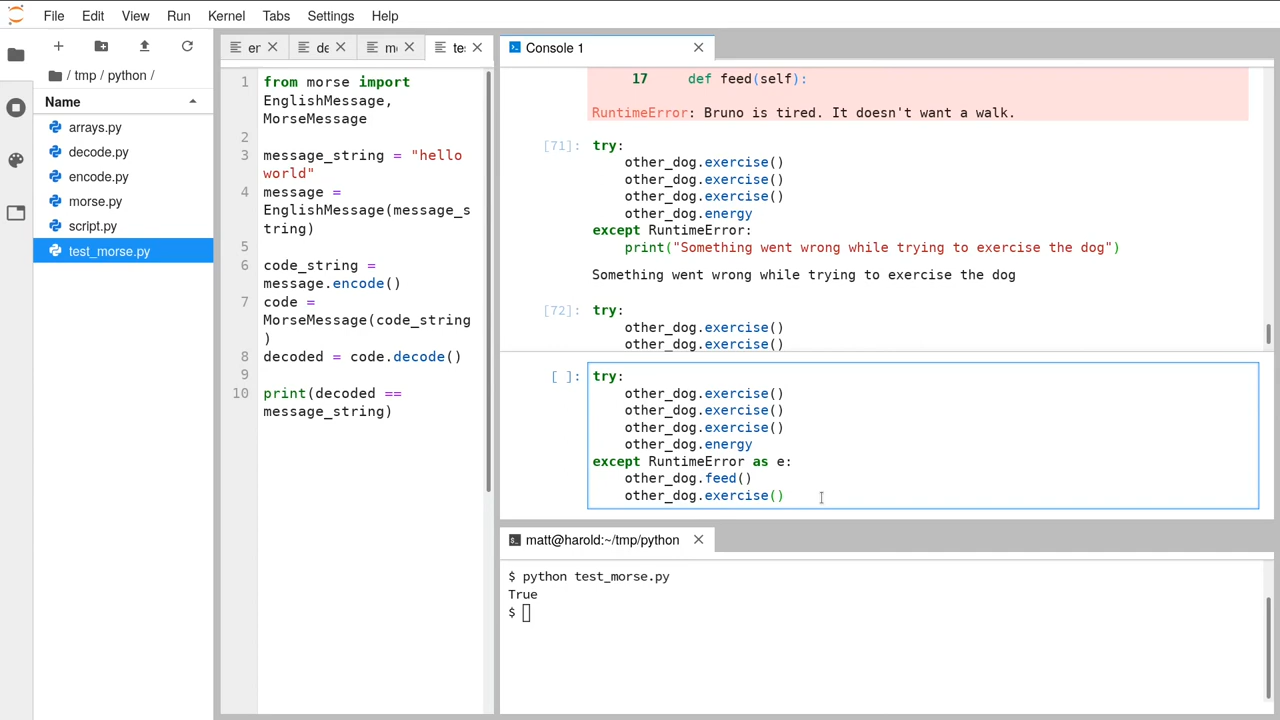 File Edit View Run Kernel Tabs Settings Help
/ tmp / python /
Name
arrays.py
decode.py
encode.py
morse.py
script.py
test_morse.py
er
de
m
te
1 from morse import
EnglishMessage,
MorseMessage
2
3 message_string = "hello
world"
4 message =
EnglishMessage(message_s
tring)
5
6 code_string =
message.encode()
7 code =
MorseMessage(code_string
)
8 decoded = code.decode()
9
10 print(decoded ==
message_string)
Console 1
17 def feed(self):
RuntimeError: Bruno is tired. It doesn't want a walk.
[71]: try:
other_dog.exercise()
other_dog.exercise()
other_dog.exercise()
other_dog.energy
except RuntimeError:
print("Something went wrong while trying to exercise the dog")
Something went wrong while trying to exercise the dog
[72]: try:
other_dog.exercise()
other_dog.exercise()
[ ]: try:
other_dog.exercise()
other_dog.exercise()
other_dog.exercise()
other_dog.energy
except RuntimeError as e:
other_dog.feed()
other_dog.exercise()
matt@harold:~/tmp/python
$ python test_morse.py
True
$